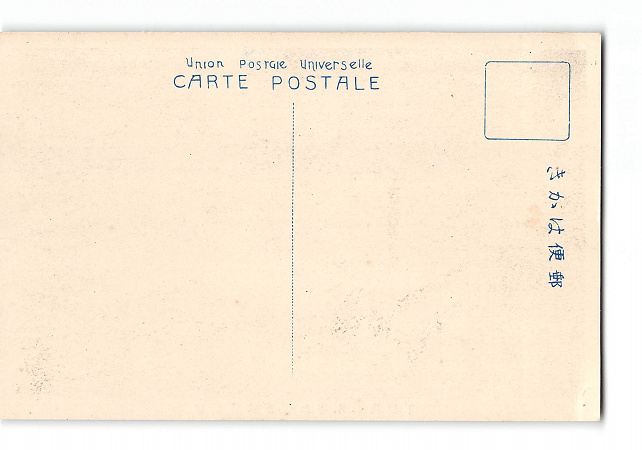 Union Postale Universelle
CARTE POSTALE
きがは便郵